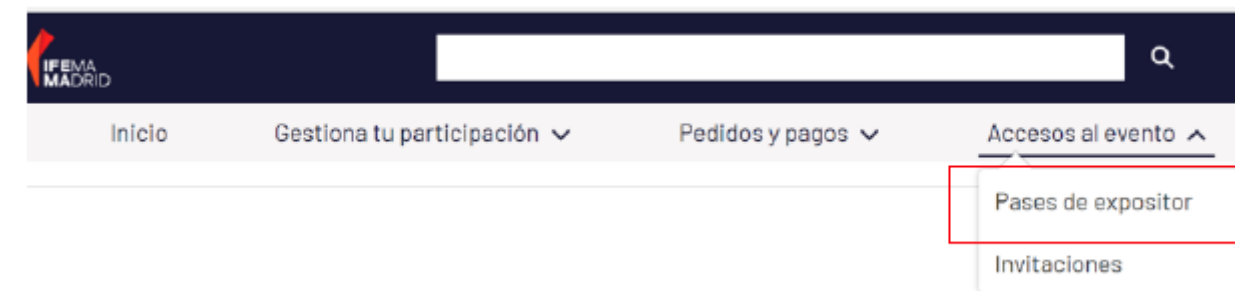 IFEMA
MADRID
Inicio Gestiona tu participación Pedidos y pagos Accesos al evento
Pases de expositor
Invitaciones